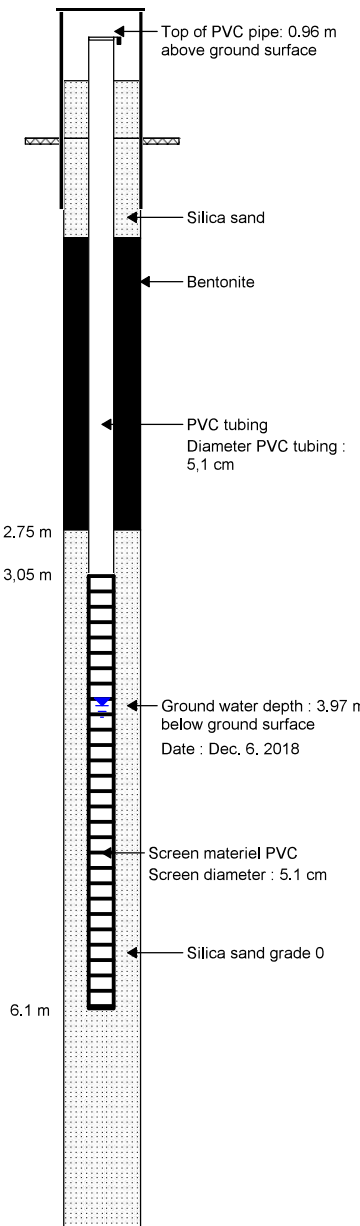 Top of PVC pipe: 0.96 m
above ground surface
Silica sand
Bentonite
PVC tubing
Diameter PVC tubing :
5,1 cm
2.75 m
3,05 m
Ground water depth : 3.97 m
below ground surface
Date : Dec. 6. 2018
Screen materiel PVC
Screen diameter : 5.1 cm
Silica sand grade 0
6.1 m